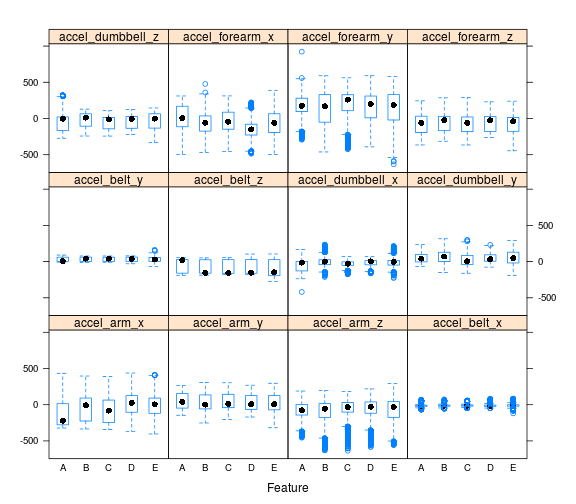 accel_dumbbell_z accel_forearm_x accel_forearm_y accel_forearm_z
500
0
-500
accel_belt_y accel_belt_z accel_dumbbell_x accel_dumbbell_y
500
0
-500
accel_arm_x accel_arm_y accel_arm_z accel_belt_x
500
0
-500
A B C D E A B C D E A B C D E A B C D E
Feature